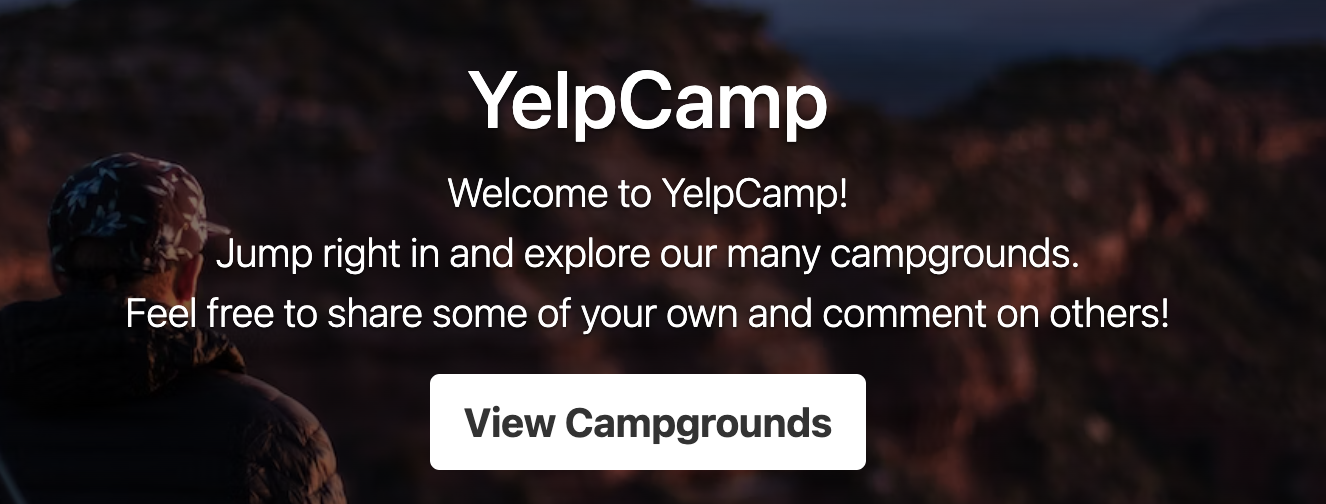 YelpCamp
Welcome to YelpCamp!
Jump right in and explore our many campgrounds.
Feel free to share some of your own and comment on others!
View Campgrounds